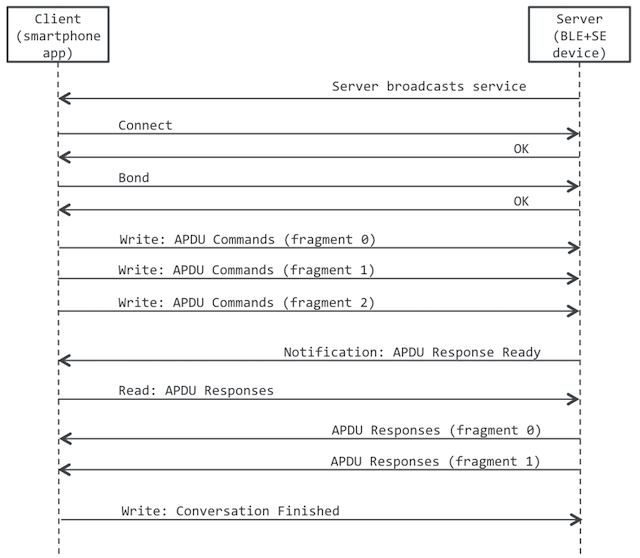 Client
(smartphone
app)
Server
(BLE+SE
device)
Server broadcasts service
Connect
OK
Bond
OK
Write: APDU Commands (fragment 0)
Write: APDU Commands (fragment 1)
Write: APDU Commands (fragment 2)
Notification: APDU Response Ready
Read: APDU Responses
APDU Responses (fragment 0)
APDU Responses (fragment 1)
Write: Conversation Finished